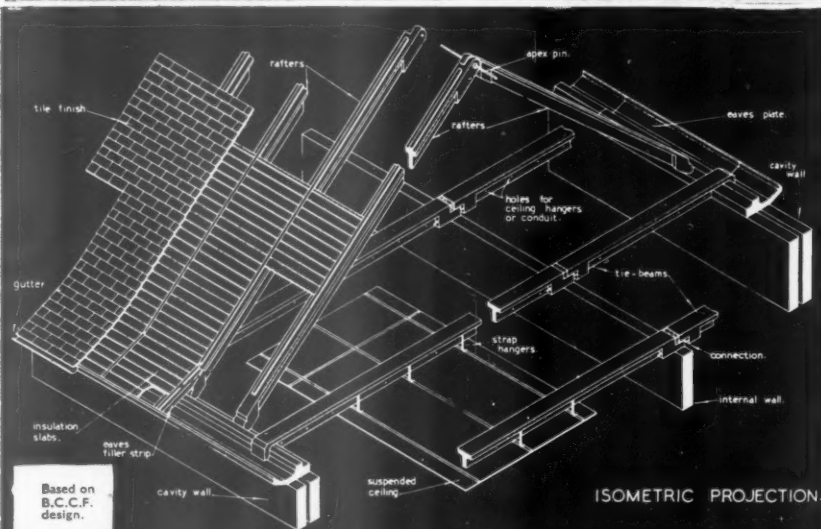 rafters
apex pin.
tile finish.
eaves plate.
rafters
cavity
wall
holes for
ceiling hangers
or conduit.
tie-beams.
gutter
strap
hangers.
connection.
internal wall.
insulation
slabs.
eaves
filler strip
suspended
ceiling
cavity wall.
Based on
B.C.C.F.
design.
ISOMETRIC PROJECTION.